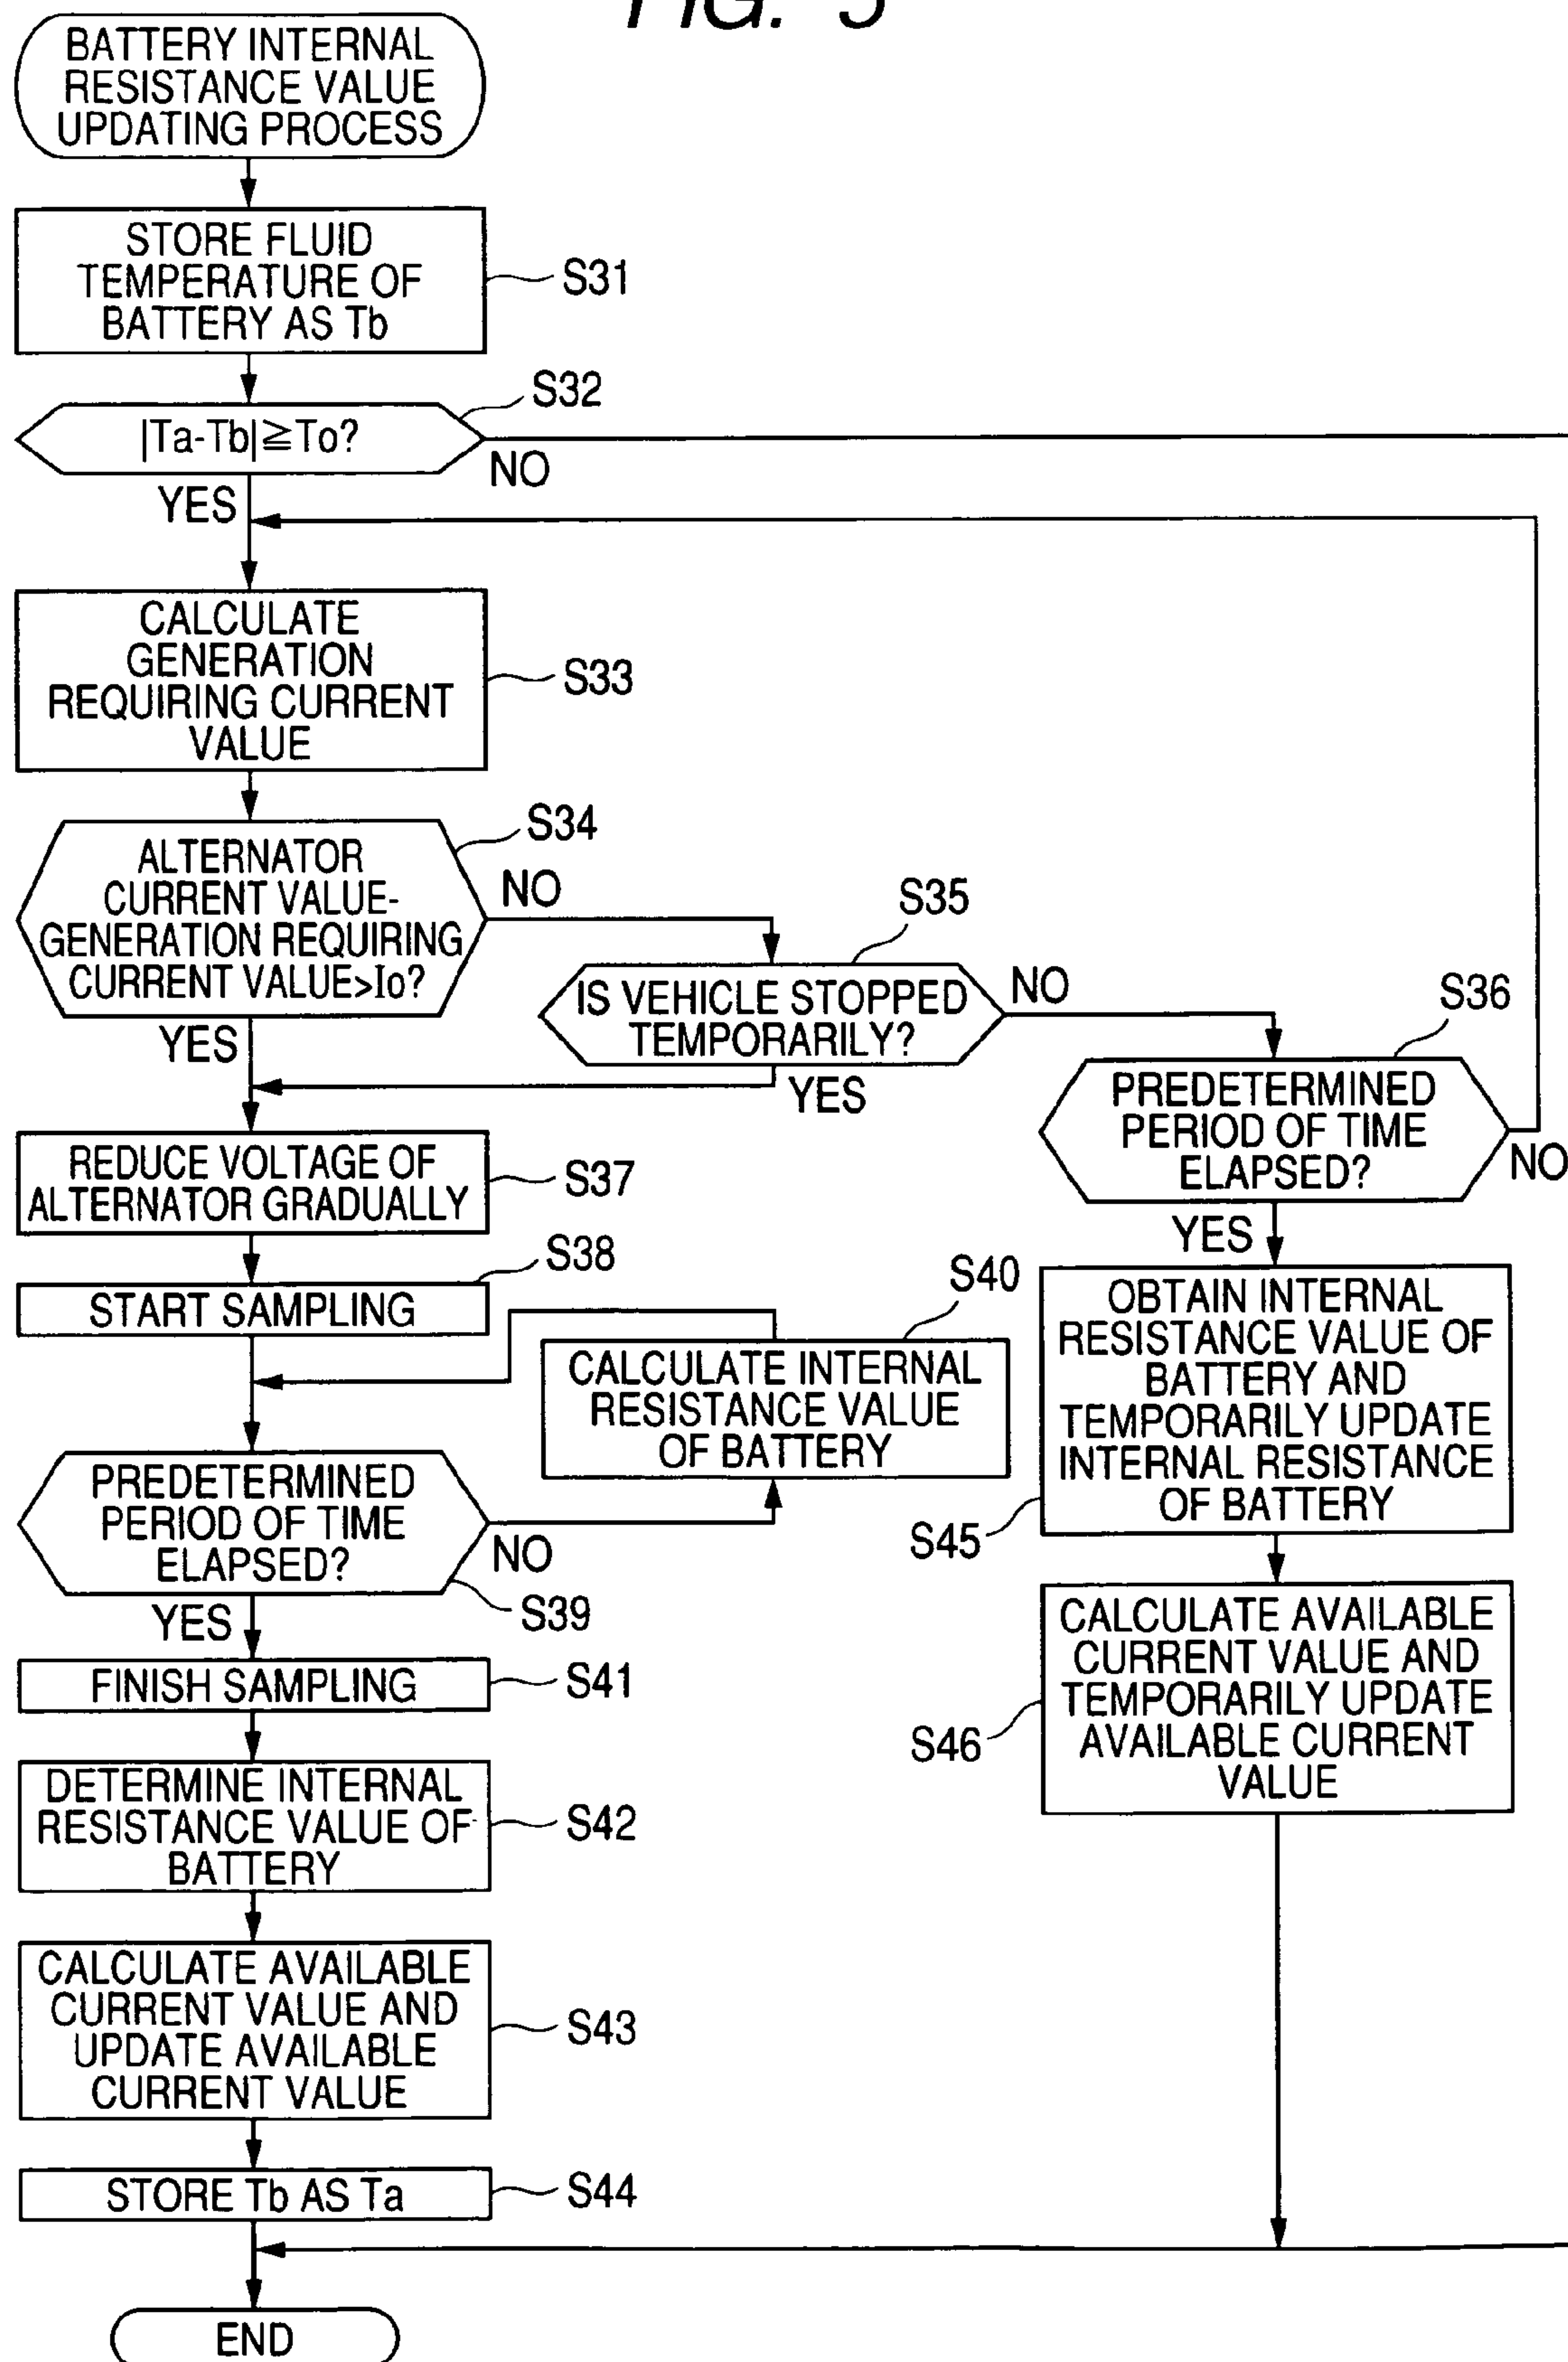 FIG. 5
BATTERY INTERNAL
RESISTANCE VALUE
UPDATING PROCESS
STORE FLUID
TEMPERATURE OF
BATTERY AS Tb
S31
S32
|Ta-Tb|≧To?
NO
YES
CALCULATE
GENERATION
REQUIRING CURRENT
VALUE
S33
S34
ALTERNATOR
CURRENT VALUE-
GENERATION REQUIRING
CURRENT VALUE>Io?
NO
YES
S35
IS VEHICLE STOPPED
TEMPORARILY?
NO
YES
S36
PREDETERMINED
PERIOD OF TIME
ELAPSED?
NO
YES
REDUCE VOLTAGE OF
ALTERNATOR GRADUALLY
S37
S38
START SAMPLING
S40
CALCULATE INTERNAL
RESISTANCE VALUE
OF BATTERY
OBTAIN INTERNAL
RESISTANCE VALUE OF
BATTERY AND
TEMPORARILY UPDATE
INTERNAL RESISTANCE
OF BATTERY
S45
PREDETERMINED
PERIOD OF TIME
ELAPSED?
NO
S39
YES
FINISH SAMPLING
S41
CALCULATE AVAILABLE
CURRENT VALUE AND
TEMPORARILY UPDATE
AVAILABLE CURRENT
VALUE
S46
DETERMINE INTERNAL
RESISTANCE VALUE OF
BATTERY
S42
CALCULATE AVAILABLE
CURRENT VALUE AND
UPDATE AVAILABLE
CURRENT VALUE
S43
STORE Tb AS Ta
S44
END